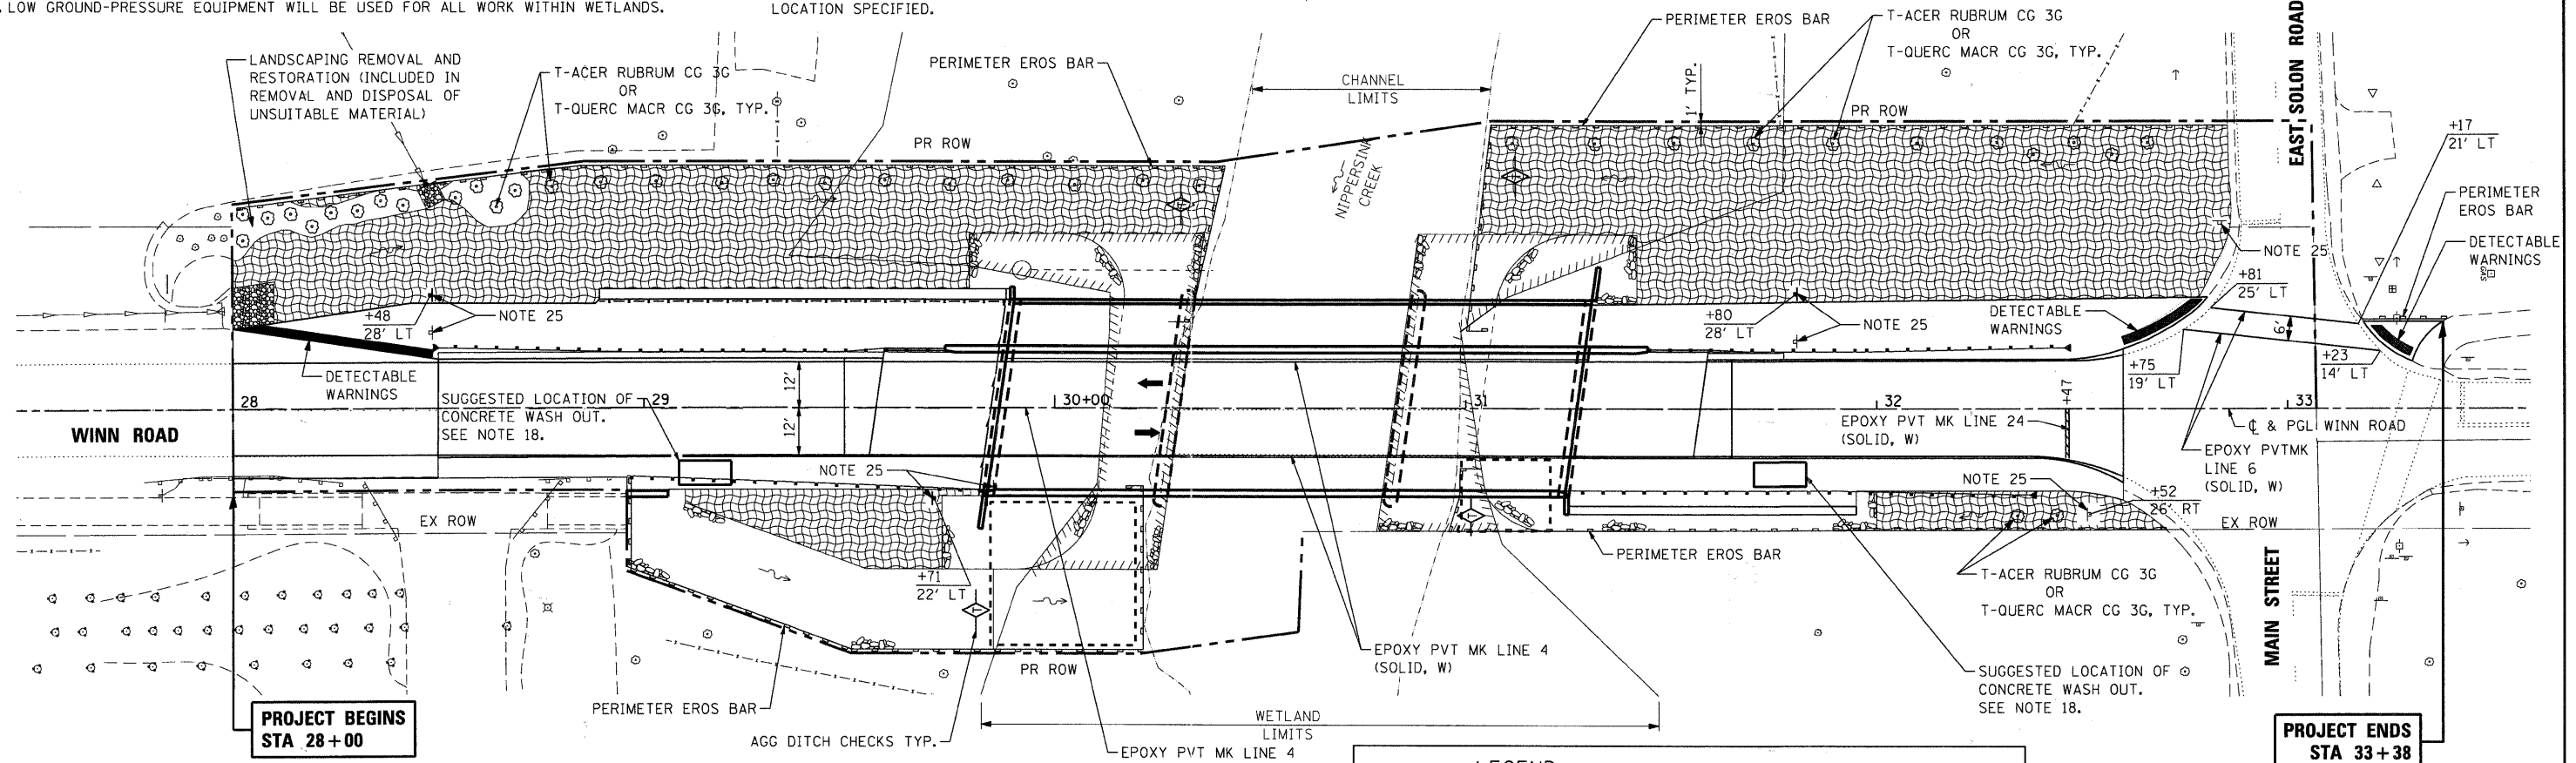 . LOW GROUND-PRESSURE EQUIPMENT WILL BE USED FOR ALL WORK WITHIN WETLANDS.
LOCATION SPECIFIED.
LANDSCAPING REMOVAL AND
RESTORATION (INCLUDED IN
REMOVAL AND DISPOSAL OF
UNSUITABLE MATERIAL)
T-ACER RUBRUM CG 3G
OR
T-QUERC MACR CG 3G, TYP.
PERIMETER EROS BAR
PR ROW
CHANNEL
LIMITS
NIPPERSINK
CREEK
PERIMETER EROS BAR
1' TYP.
T-ACER RUBRUM CG 3G
OR
T-QUERC MACR CG 3G, TYP.
PR ROW
EAST SOLON ROAD
+17
21' LT
PERIMETER
EROS BAR
DETECTABLE
WARNINGS
GAS
NOTE 25
+81
25' LT
+48
28' LT
NOTE 25
+80
28' LT
NOTE 25
DETECTABLE
WARNINGS
6'
+75
19' LT
+23
14' LT
DETECTABLE
WARNINGS
12'
12'
28
29
30+00
31
32
33
+47
WINN ROAD
SUGGESTED LOCATION OF
CONCRETE WASH OUT.
SEE NOTE 18.
EPOXY PVT MK LINE 24
(SOLID, W)
℄ & PGL WINN ROAD
EPOXY PVTMK
LINE 6
(SOLID, W)
NOTE 25
NOTE 25
+52
26' RT
EX ROW
EX ROW
+71
22' LT
T
T
T
T
PERIMETER EROS BAR
T-ACER RUBRUM CG 3G
OR
T-QUERC MACR CG 3G, TYP.
MAIN STREET
EPOXY PVT MK LINE 4
(SOLID, W)
PR ROW
SUGGESTED LOCATION OF
CONCRETE WASH OUT.
SEE NOTE 18.
PERIMETER EROS BAR
WETLAND
LIMITS
AGG DITCH CHECKS TYP.
EPOXY PVT MK LINE 4
PROJECT BEGINS
STA 28+00
PROJECT ENDS
STA 33+38
LEGEND